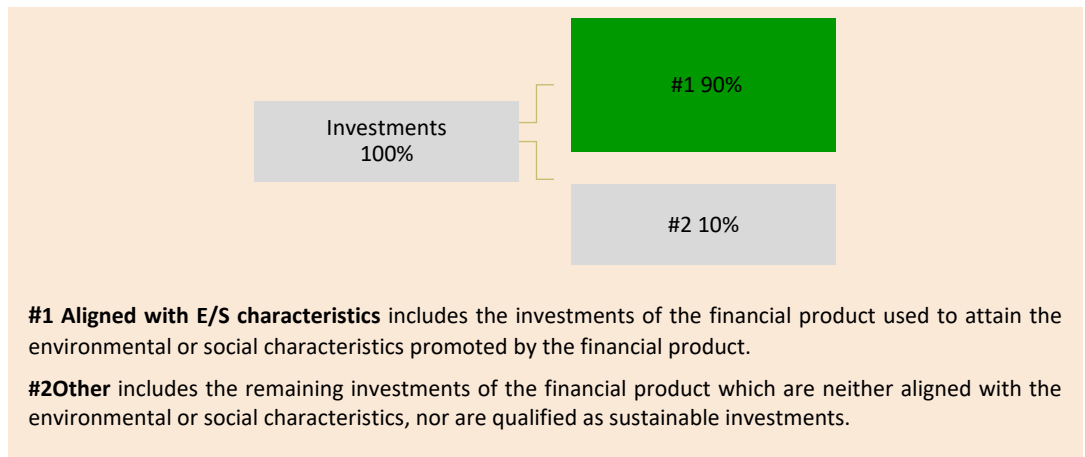 #1 90%
Investments
100%
#2 10%
#1 Aligned with E/S characteristics includes the investments of the financial product used to attain the
environmental or social characteristics promoted by the financial product.
#2Other includes the remaining investments of the financial product which are neither aligned with the
environmental or social characteristics, nor are qualified as sustainable investments.